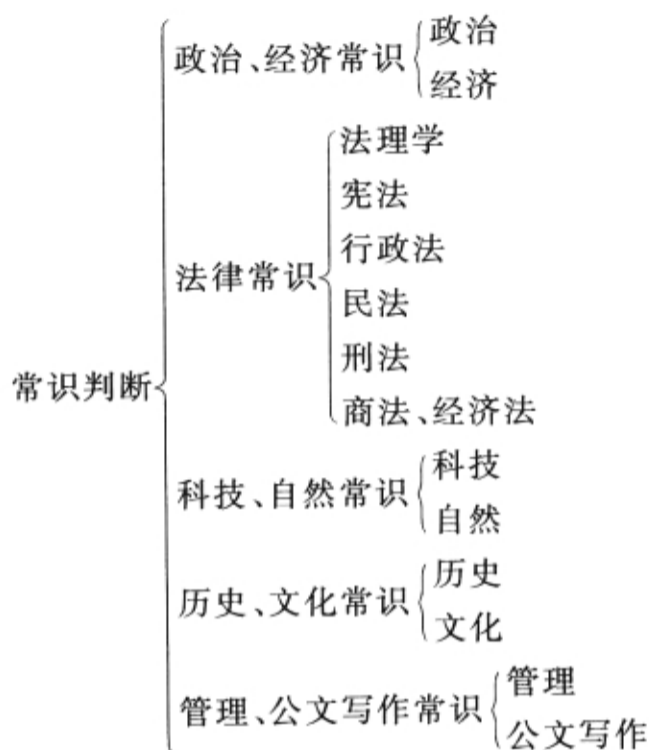 常识判断
政治、经济常识
政治
经济
法律常识
法理学
宪法
行政法
民法
刑法
商法、经济法
科技、自然常识
科技
自然
历史、文化常识
历史
文化
管理、公文写作常识
管理
公文写作